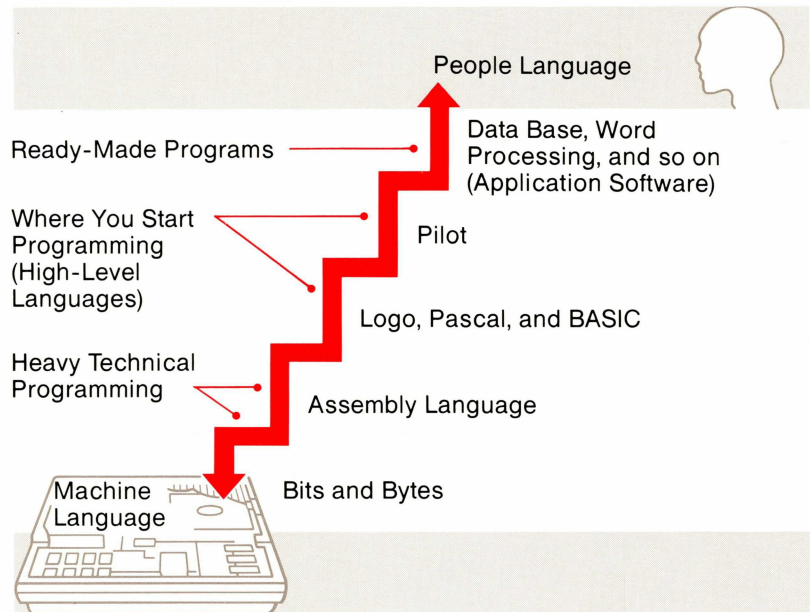 People Language
Ready-Made Programs
Data Base, Word
Processing, and so on
(Application Software)
Where You Start
Programming
(High-Level
Languages)
Pilot
Logo, Pascal, and BASIC
Heavy Technical
Programming
Assembly Language
Machine
Language
Bits and Bytes